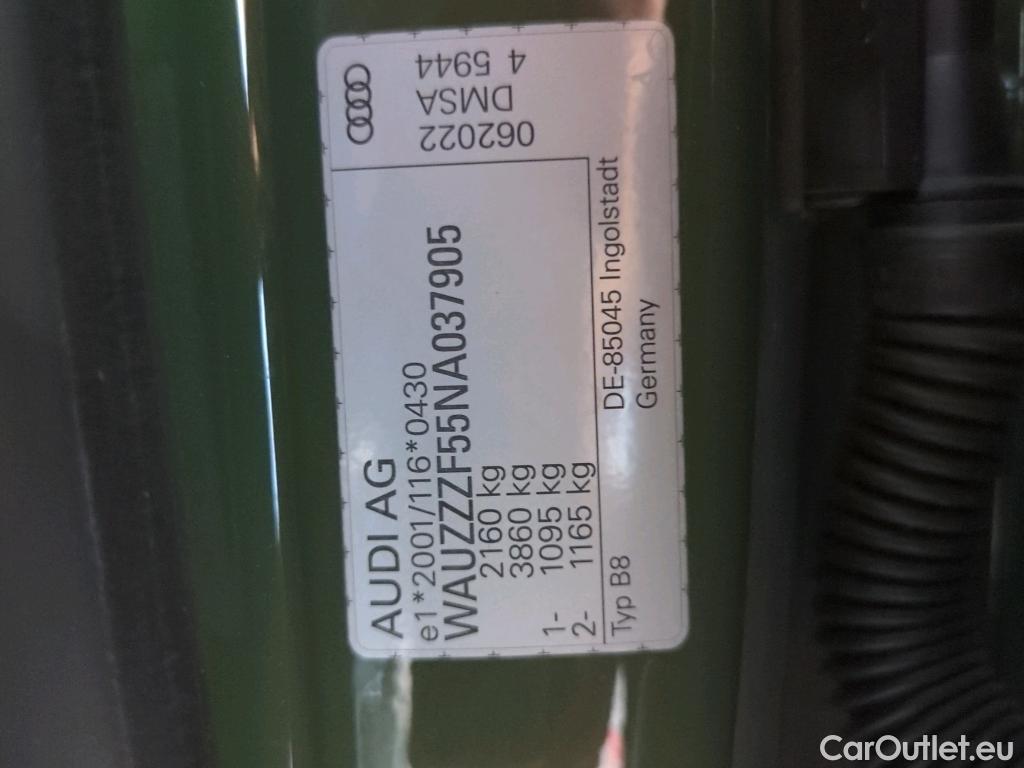 AUDI AG
e1*2001/116*0430
WAUZZZF55NA037905
2160 kg
3860 kg
1- 1095 kg
2- 1165 kg
Typ B8
DE-85045 Ingolstadt
Germany
062022
DMSA
4 5944
CarOutlet.eu